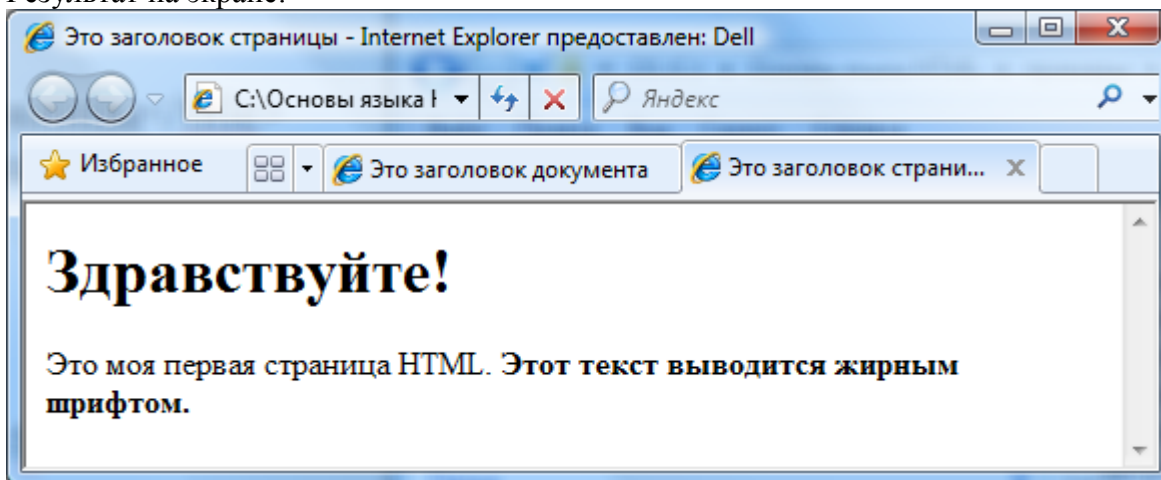 Результат на экране:
Это заголовок страницы - Internet Explorer предоставлен: Dell
C:\Основы языка Яндекс
Избранное Это заголовок документа Это заголовок страни... x
Здравствуйте!
Это моя первая страница HTML. Этот текст выводится жирным
шрифтом.